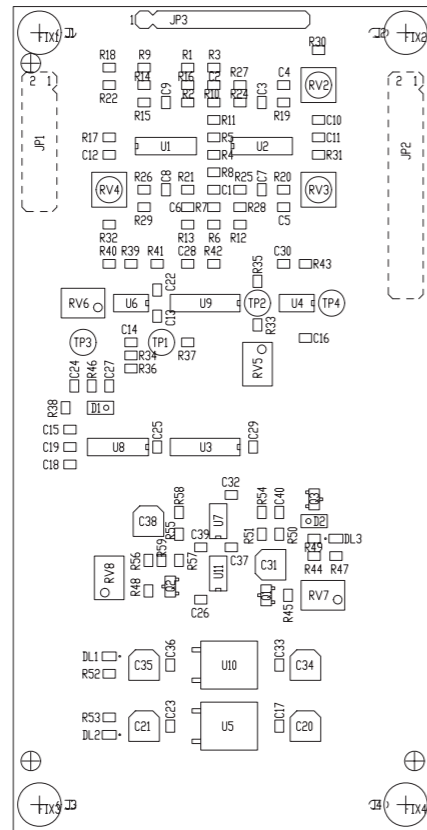 1 JP3
FIX1 J1 J2 FIX2
R30
R18 R9 R1 R3
2 1 R14 R16 C2 R27 C4 RV2 2 1
R22 R15 C9 R2 R10 R24 C3 R19
JP1 R11 C10 JP2
R17 U1 R5 U2 C11
C12 R4 R31
R8
RV4 R26 C8 R21 C1 R25 C7 R20 RV3
R29 C6 R7 R28 C5
R32 R13 R6 R12
R40 R39 R41 C28 R42 C30 R43
R35
C22
RV6 U6 U9 TP2 U4 TP4
C13 R33
TP3 C14 TP1 R37 C16
R34
R36 RV5
C24 R46 C27
R38 D1
C15
C19 U8 C25 U3 C29
C18
C32
R58 R54 C40 Q3
C38 U7 D2
R55 R51 R50 DL3
C39 C37 R49
RV8 R56 R59 R57 U11 C31 R44 R47
R48 Q2 Q1 R45 RV7
C26
DL1 C35 C36 U10 C33 C34
R52
R53 C21 C23 U5 C17 C20
DL2
FIX3 J3 J4 FIX4